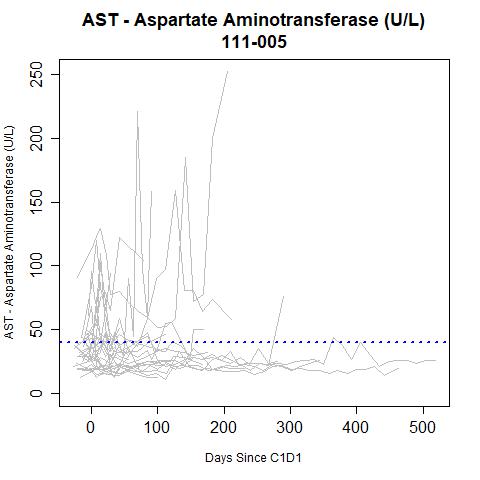 AST - Aspartate Aminotransferase (U/L)
111-005
AST - Aspartate Aminotransferase (U/L)
250
200
150
100
50
0
0 100 200 300 400 500
Days Since C1D1